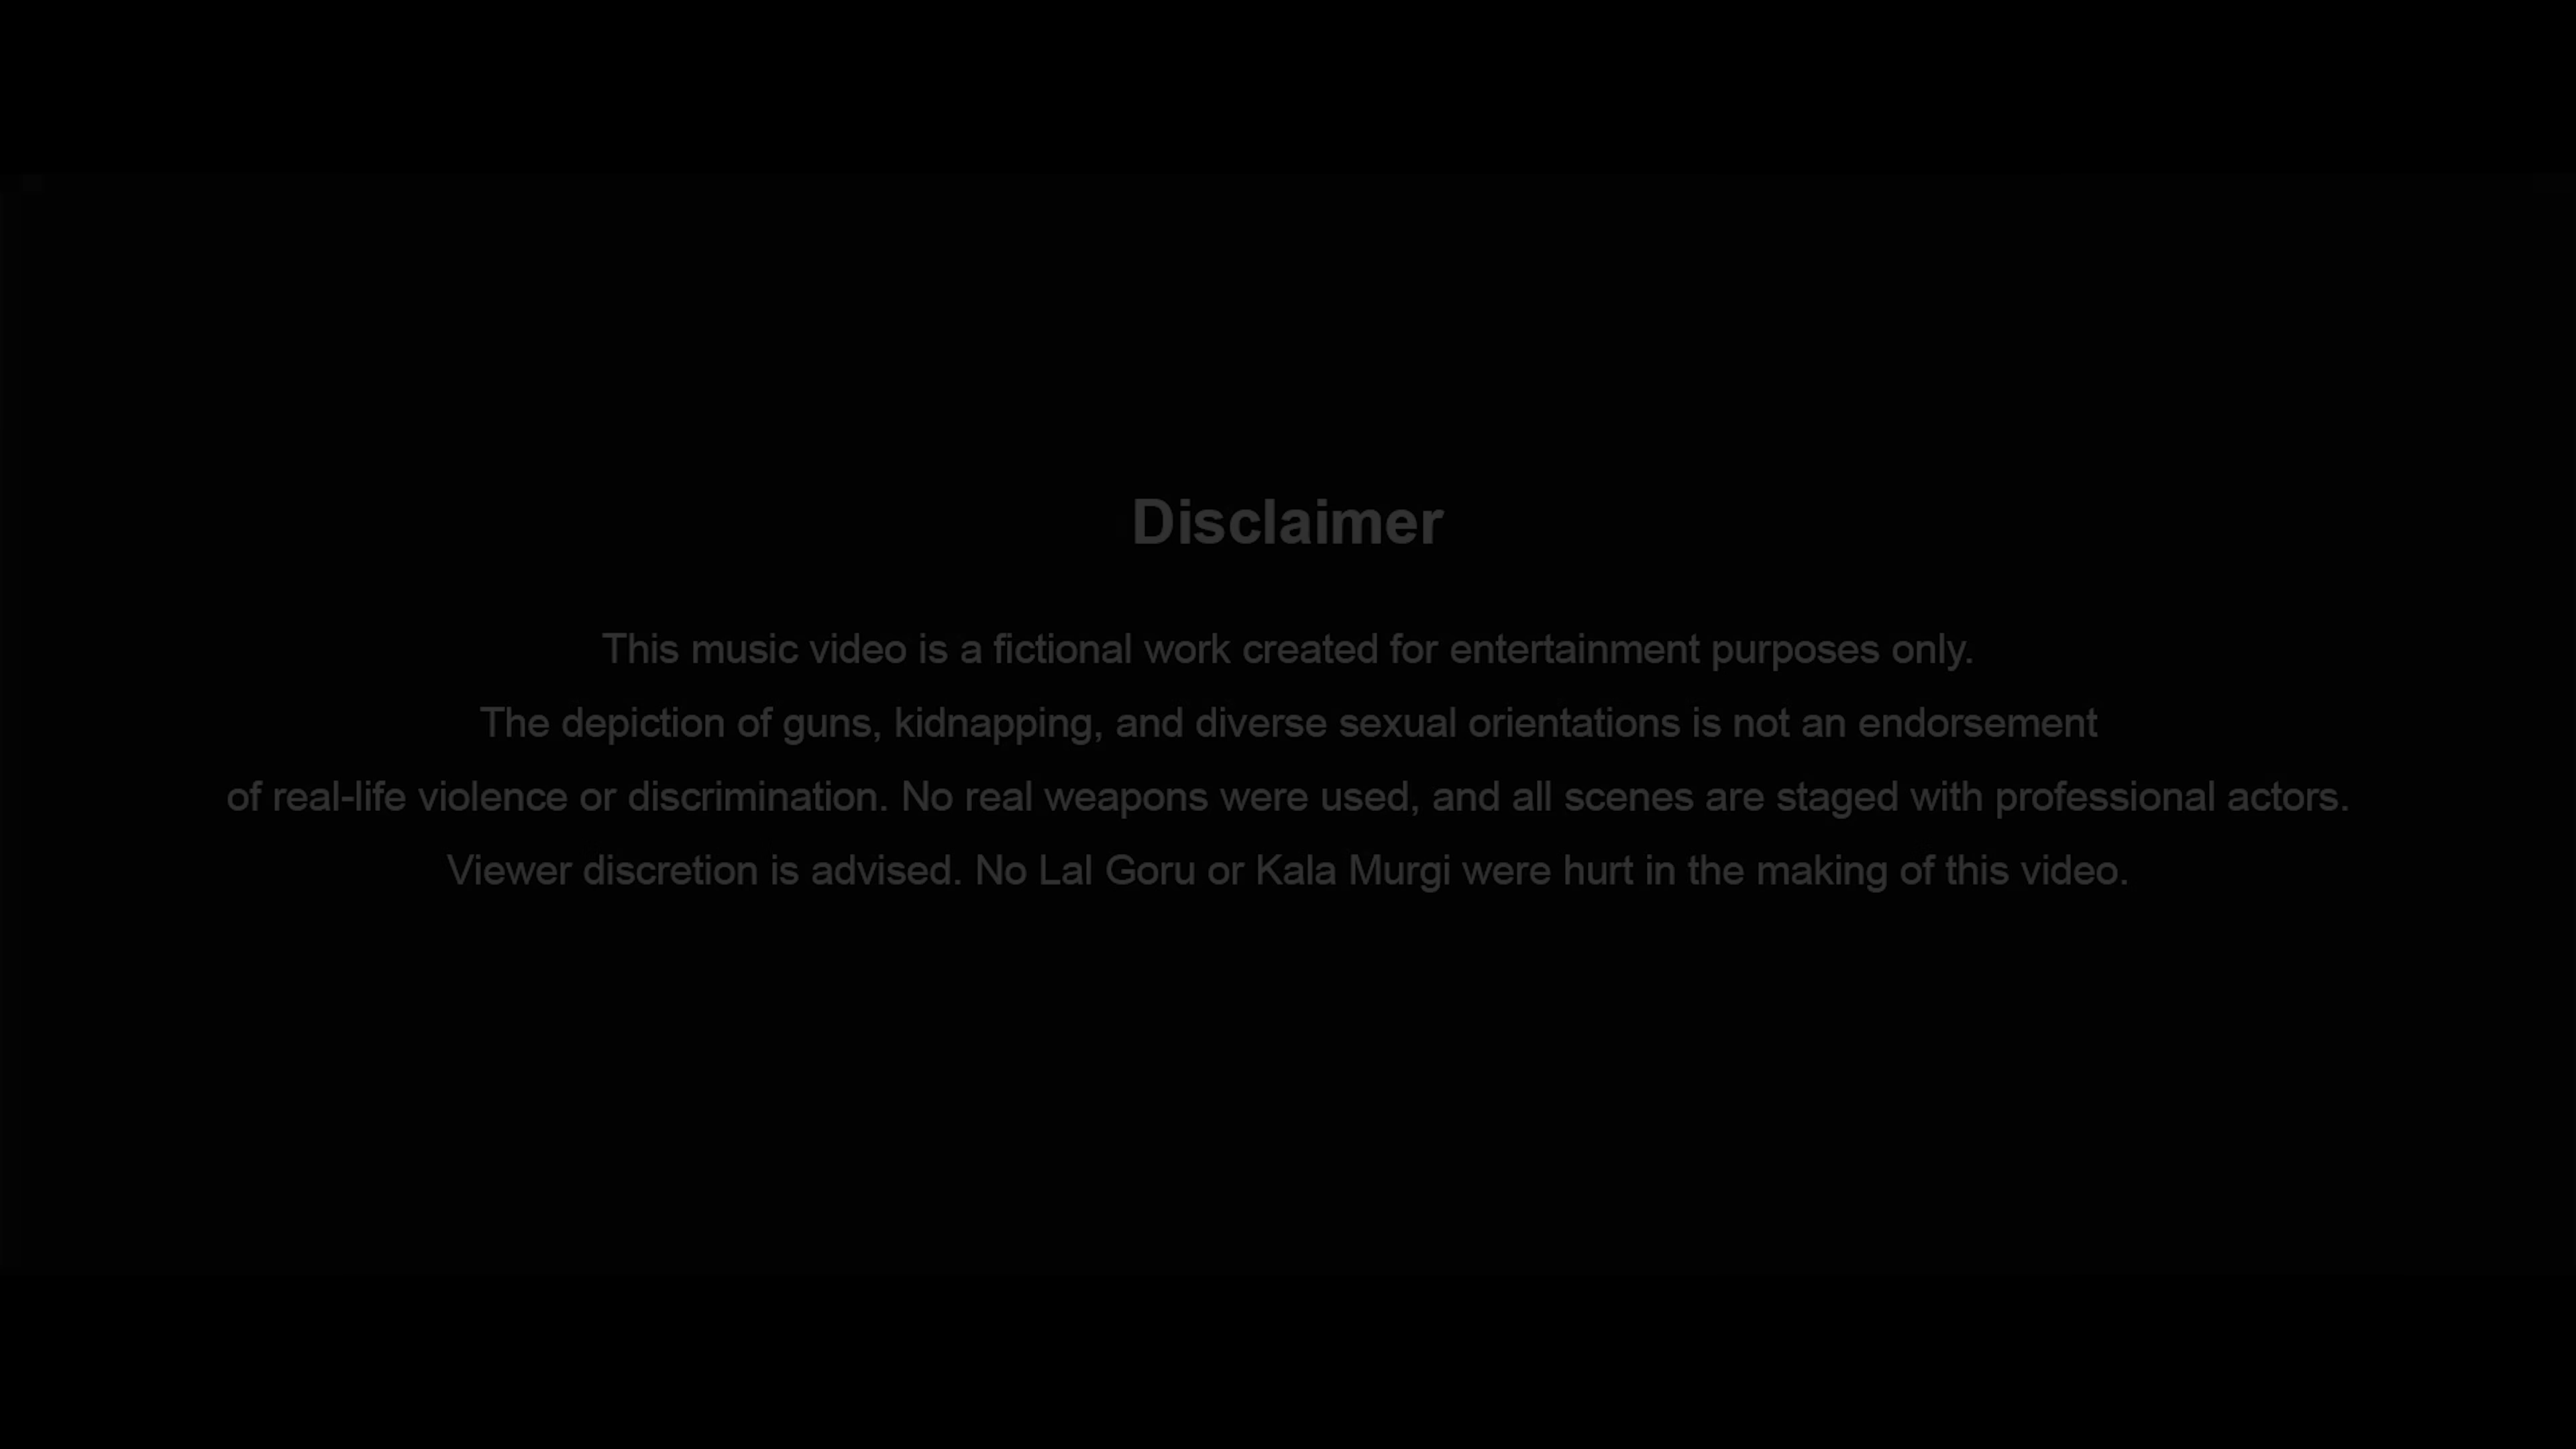 Disclaimer
This music video is a fictional work created for entertainment purposes only.
The depiction of guns, kidnapping, and diverse sexual orientations is not an endorsement
of real-life violence or discrimination. No real weapons were used, and all scenes are staged with professional actors.
Viewer discretion is advised. No Lal Goru or Kala Murgi were hurt in the making of this video.